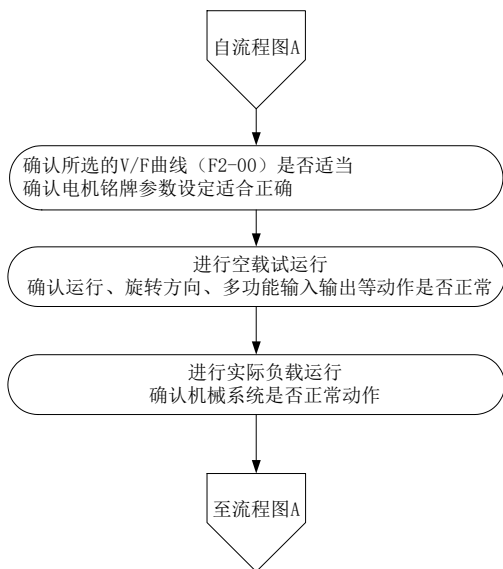 自流程图A
确认所选的V/F曲线（F2-00）是否适当
确认电机铭牌参数设定适合正确
进行空载试运行
确认运行、旋转方向、多功能输入输出等动作是否正常
进行实际负载运行
确认机械系统是否正常动作
至流程图A